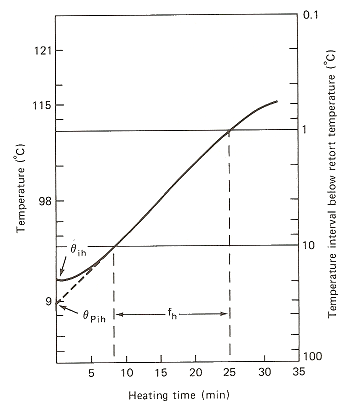 0.1
121
115
1
98
10
θih
9
θPih
fh
100
5 10 15 20 25 30 35
Heating time (min)
Temperature (°C)
Temperature interval below retort temperature (°C)